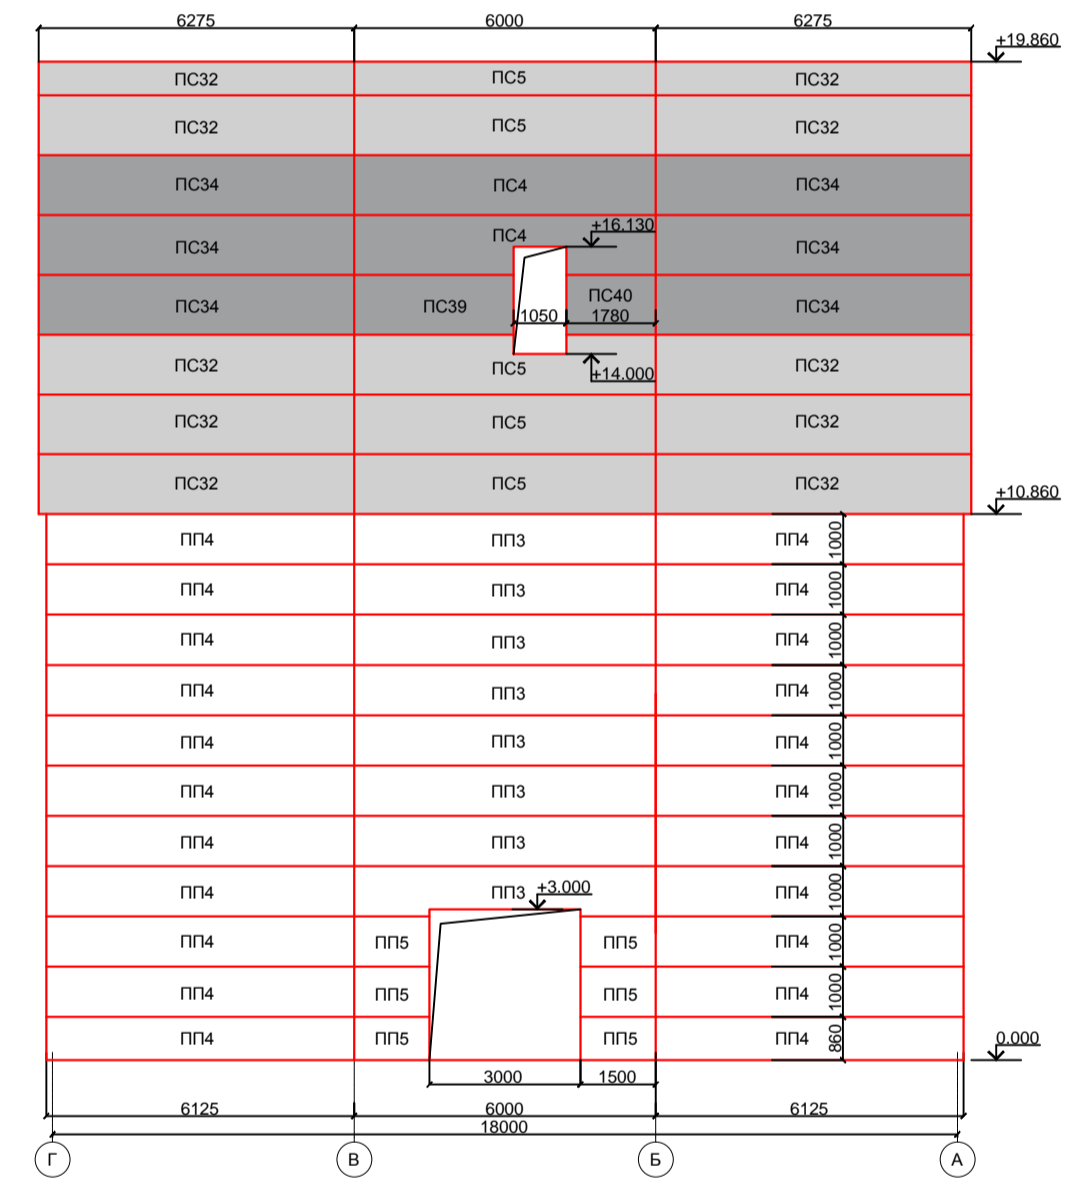 6275 6000 6275
+19.860
ПС32 ПС5 ПС32
ПС32 ПС5 ПС32
ПС34 ПС4 ПС34
+16.130
ПС34 ПС4 ПС34
ПС34 ПС39 ПС40 ПС34
1050 1780
ПС32 ПС5 ПС32
+14.000
ПС32 ПС5 ПС32
ПС32 ПС5 ПС32
+10.860
ПП4 ПП3 ПП4 1000
ПП4 ПП3 ПП4 1000
ПП4 ПП3 ПП4 1000
ПП4 ПП3 ПП4 1000
ПП4 ПП3 ПП4 1000
ПП4 ПП3 ПП4 1000
ПП4 ПП3 ПП4 1000
ПП4 ПП3 +3.000 ПП4 1000
ПП4 ПП5 ПП5 ПП4 1000
ПП4 ПП5 ПП5 ПП4 1000
ПП4 ПП5 ПП5 ПП4 860
0.000
3000 1500
6125 6000 6125
18000
Г В Б А